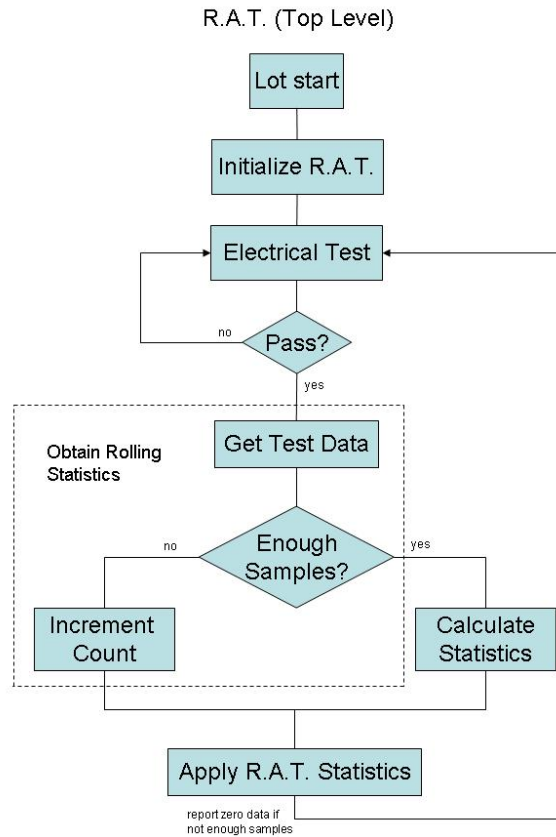 R.A.T. (Top Level)
Lot start
Initialize R.A.T.
Electrical Test
no
Pass?
yes
Obtain Rolling
Statistics
Get Test Data
no
Enough
Samples?
yes
Increment
Count
Calculate
Statistics
Apply R.A.T. Statistics
report zero data if
not enough samples